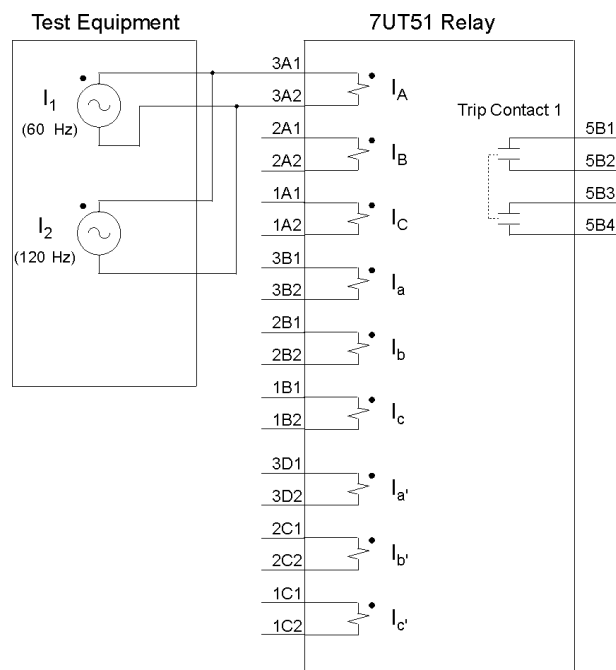 Test Equipment
7UT51 Relay
I1
(60 Hz)
I2
(120 Hz)
3A1
3A2
IA
2A1
2A2
IB
1A1
1A2
IC
3B1
3B2
Ia
2B1
2B2
Ib
1B1
1B2
Ic
3D1
3D2
Ia'
2C1
2C2
Ib'
1C1
1C2
Ic'
Trip Contact 1
5B1
5B2
5B3
5B4